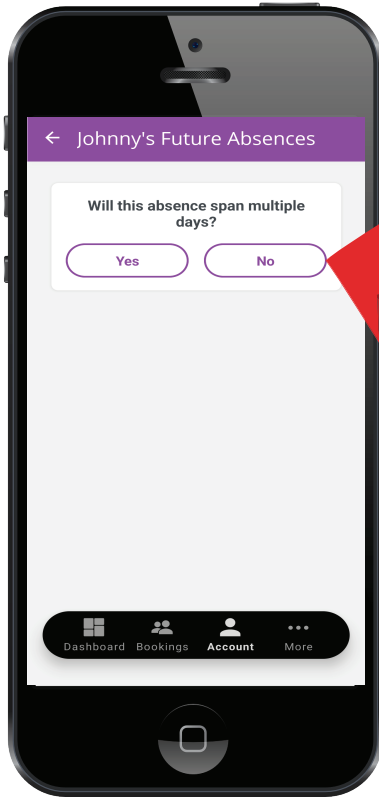 Johnny's Future Absences
Will this absence span multiple
days?
Yes No
Dashboard Bookings Account More